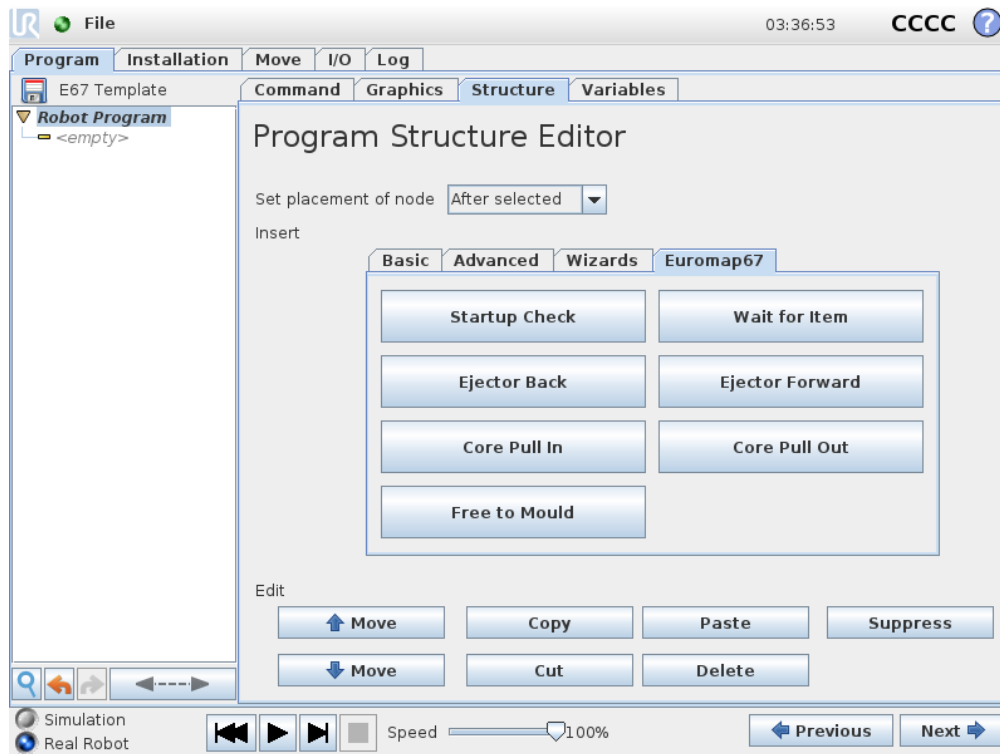 UR File 03:36:53 CCCC ?
Program Installation Move I/O Log
E67 Template Command Graphics Structure Variables
Robot Program
<empty>
Program Structure Editor
Set placement of node After selected
Insert
Basic Advanced Wizards Euromap67
Startup Check Wait for Item
Ejector Back Ejector Forward
Core Pull In Core Pull Out
Free to Mould
Edit
Move Copy Paste Suppress
Move Cut Delete
Simulation
Real Robot
Speed 100% Previous Next